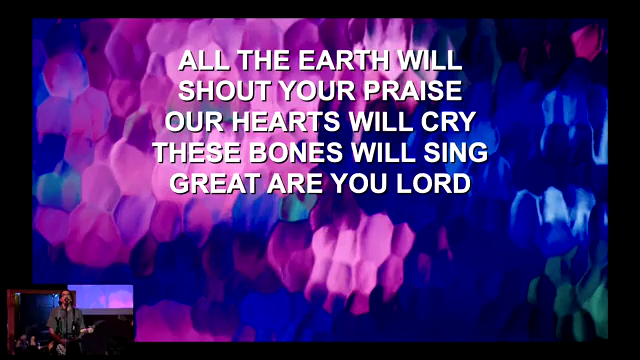 ALL THE EARTH WILL
SHOUT YOUR PRAISE
OUR HEARTS WILL CRY
THESE BONES WILL SING
GREAT ARE YOU LORD